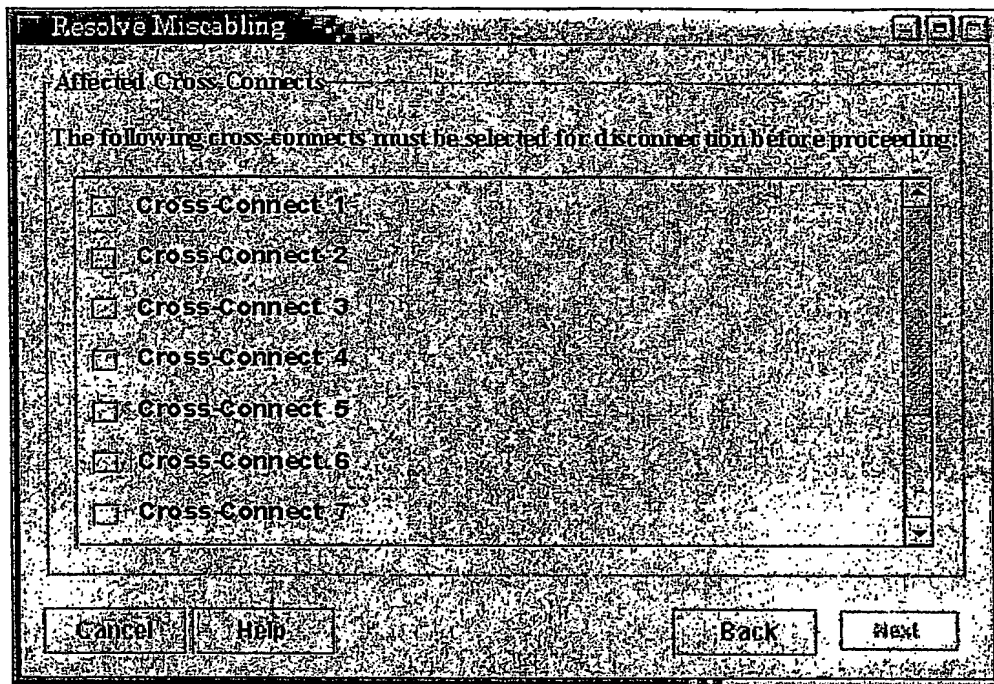 Resolve Miscabling
Affected Cross-Connects
The following cross-connects must be selected for disconnection before proceeding:
Cross-Connect 1
Cross-Connect 2
Cross-Connect 3
Cross-Connect 4
Cross-Connect 5
Cross-Connect 6
Cross-Connect 7
Cancel Help Back Next